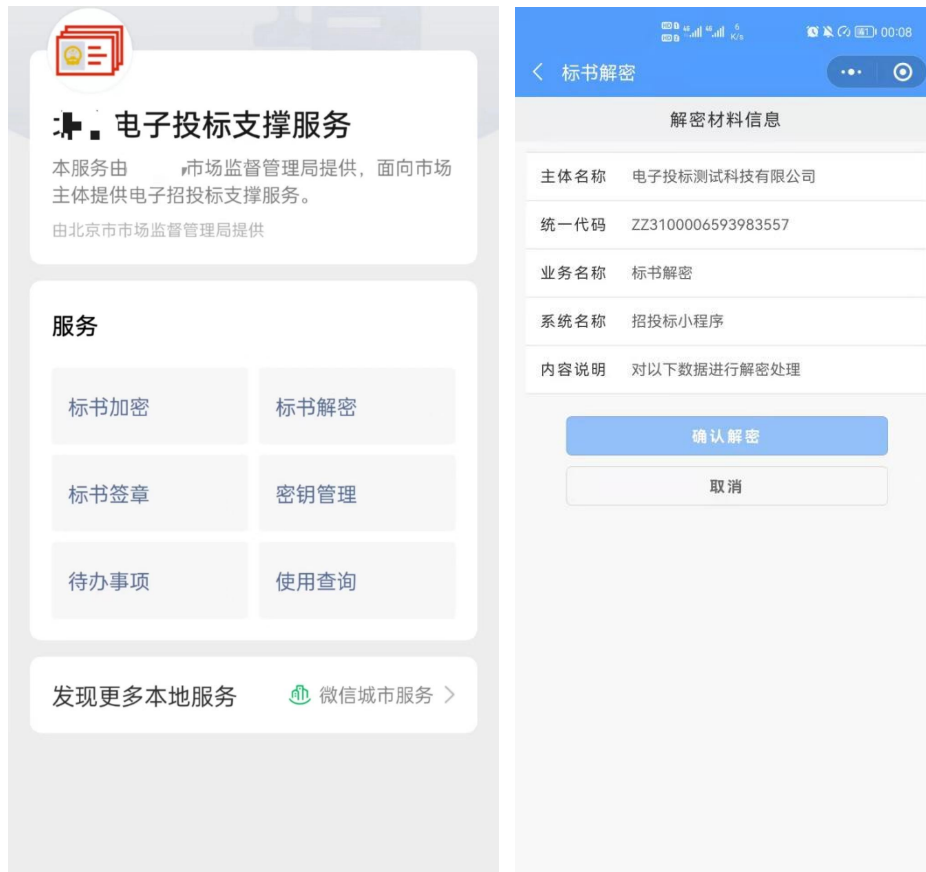 电子投标支撑服务
本服务由 市场监督管理局提供，面向市场
主体提供电子招投标支撑服务。
由北京市市场监督管理局提供
服务
标书加密 标书解密
标书签章 密钥管理
待办事项 使用查询
发现更多本地服务 微信城市服务
00:08
标书解密
解密材料信息
主体名称 电子投标测试科技有限公司
统一代码 ZZ3100006593983557
业务名称 标书解密
系统名称 招投标小程序
内容说明 对以下数据进行解密处理
确认解密
取消